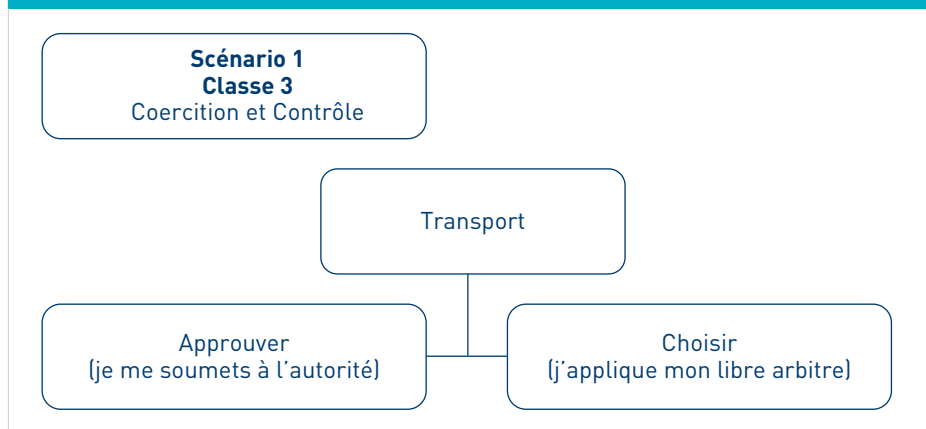 Scénario 1
Classe 3
Coercition et Contrôle
Transport
Approuver
(je me soumets à l’autorité)
Choisir
(j’applique mon libre arbitre)